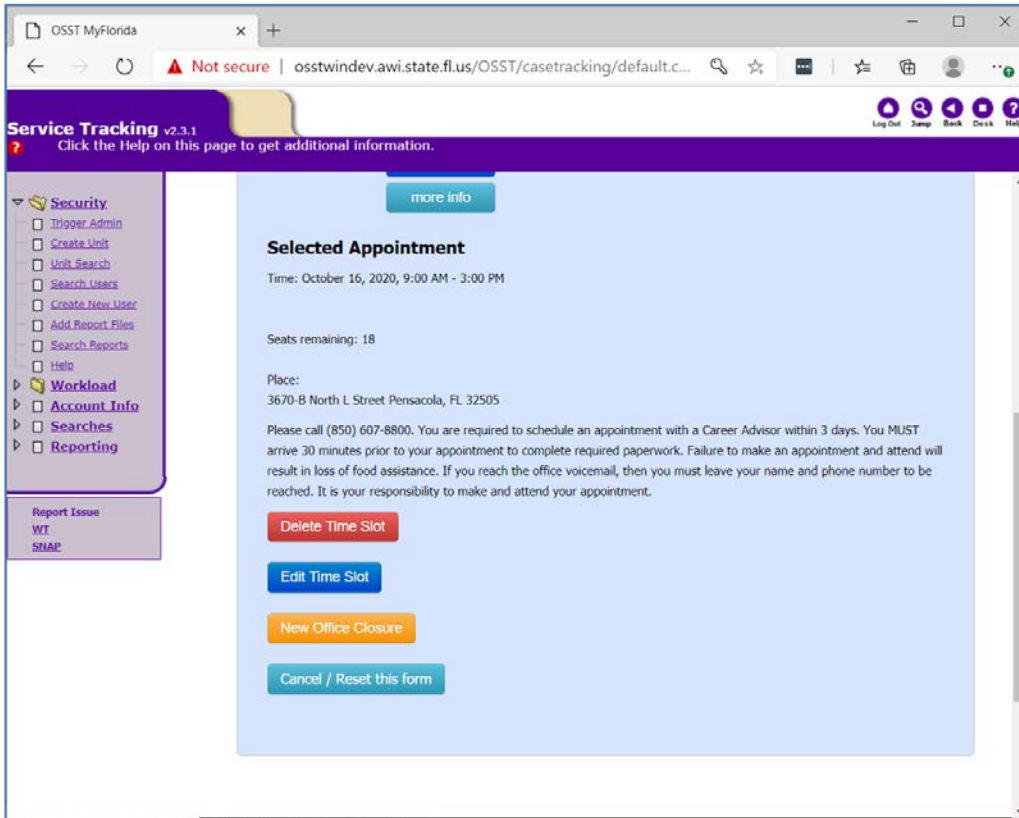 OSST MyFlorida
Not secure | osstwindev.awi.state.fl.us/OSST/casetracking/default.c...
Service Tracking v2.3.1
Log Out Jump Back Desk Help
? Click the Help on this page to get additional information.
Security
Trigger Admin
Create Unit
Unit Search
Search Users
Create New User
Add Report Files
Search Reports
Help
Workload
Account Info
Searches
Reporting
Report Issue
WT
SNAP
more info
Selected Appointment
Time: October 16, 2020, 9:00 AM - 3:00 PM
Seats remaining: 18
Place:
3670-B North L Street Pensacola, FL 32505
Please call (850) 607-8800. You are required to schedule an appointment with a Career Advisor within 3 days. You MUST
arrive 30 minutes prior to your appointment to complete required paperwork. Failure to make an appointment and attend will
result in loss of food assistance. If you reach the office voicemail, then you must leave your name and phone number to be
reached. It is your responsibility to make and attend your appointment.
Delete Time Slot
Edit Time Slot
New Office Closure
Cancel / Reset this form